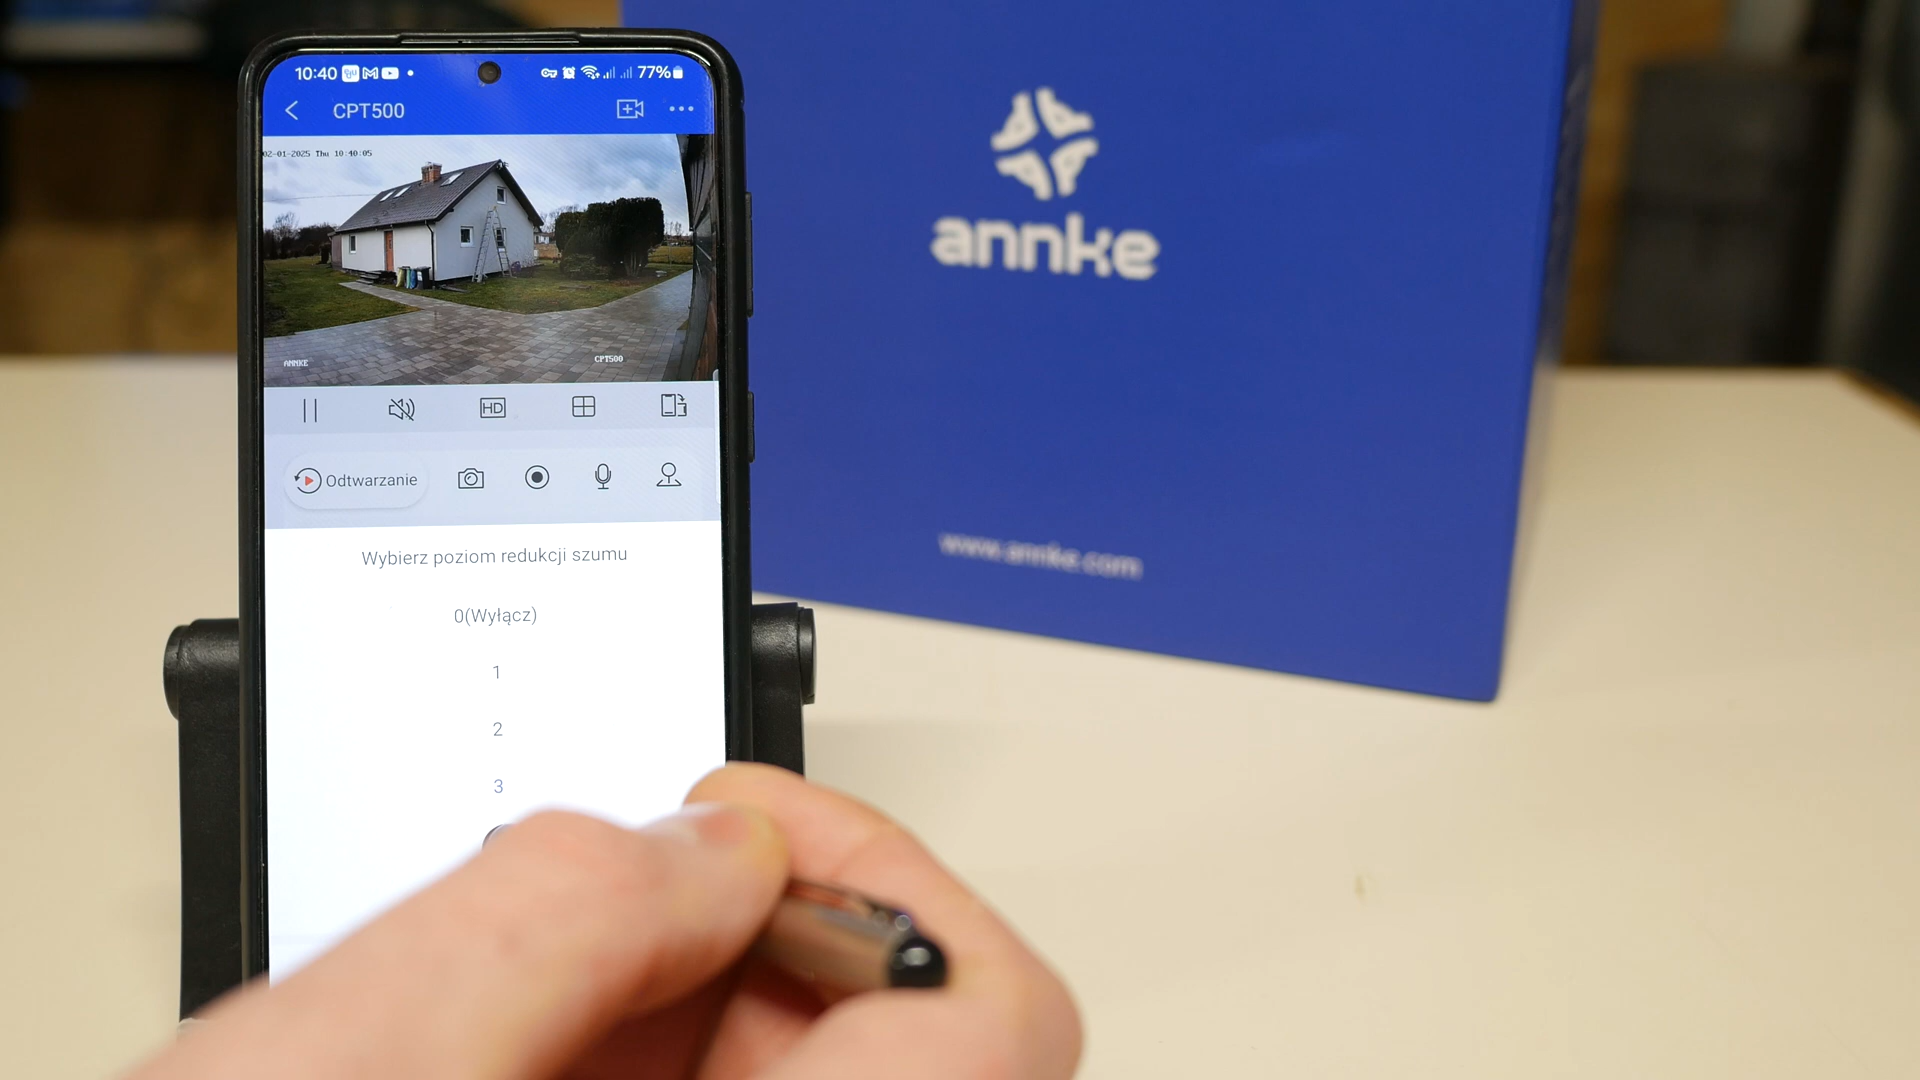 10:40
77%
CPT500
02-01-2025 Thu 10:40:05
ANNKE
CPT500
HD
Odtwarzanie
Wybierz poziom redukcji szumu
0(Wyłącz)
1
2
3
annke
www.annke.com